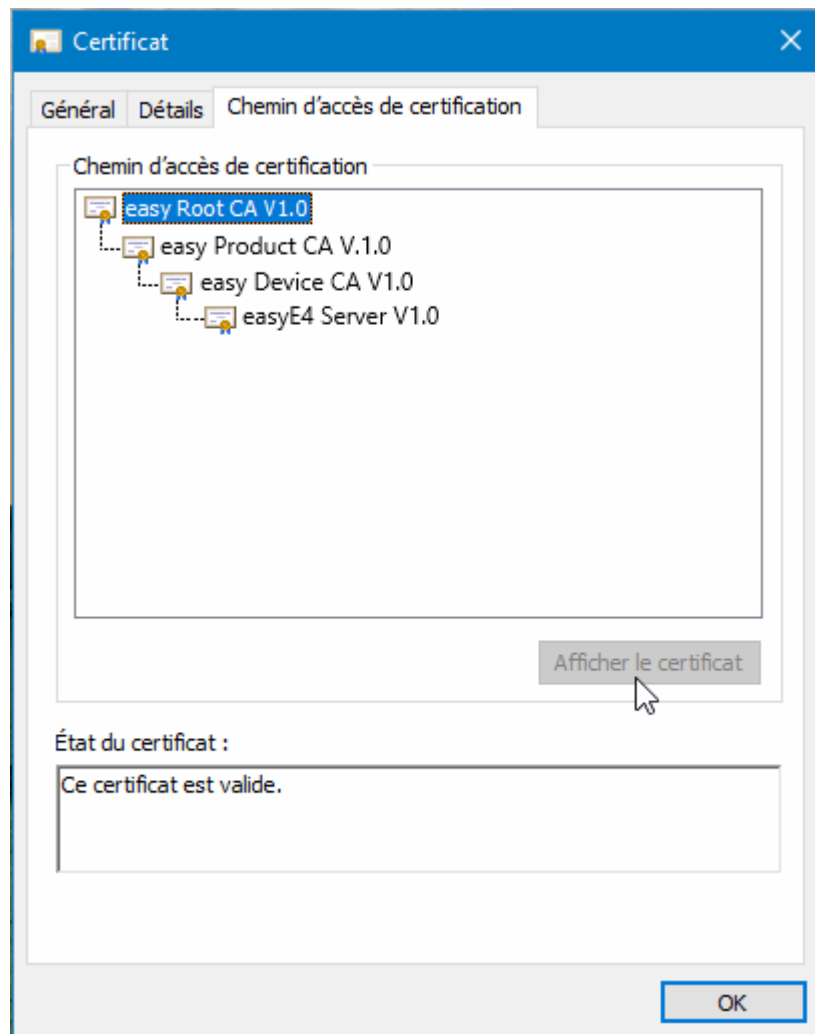 Certificat
Général Détails Chemin d'accès de certification
Chemin d'accès de certification
easy Root CA V1.0
easy Product CA V.1.0
easy Device CA V1.0
easyE4 Server V1.0
Afficher le certificat
État du certificat :
Ce certificat est valide.
OK